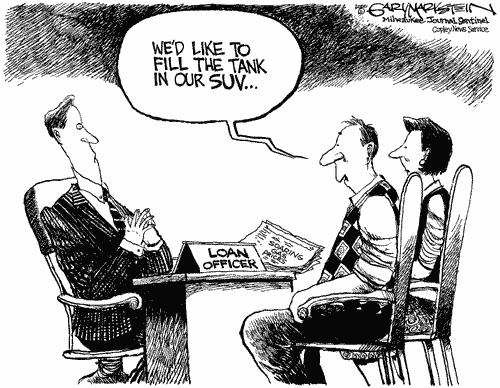 GARY MARKSTEIN
Milwaukee Journal Sentinel
Copley News Service
WE'D LIKE TO
FILL THE TANK
IN OUR SUV...
SOARING
GAS
PRICES
LOAN
OFFICER